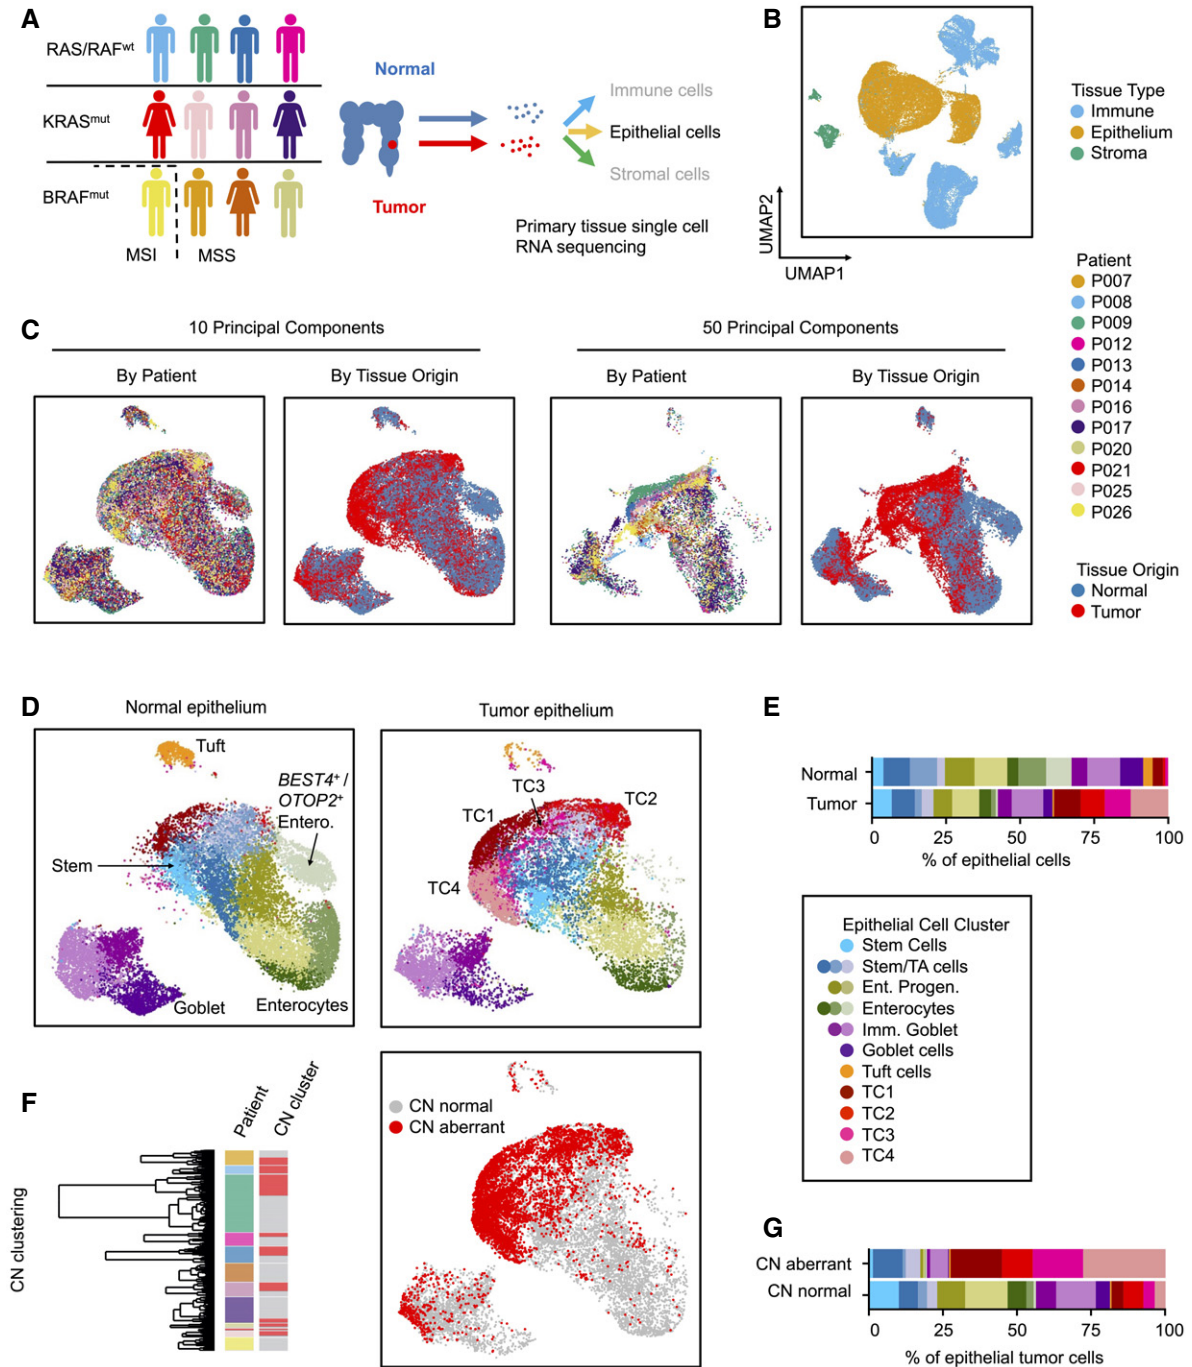 A
RAS/RAFwt
KRASmut
BRAFmut
MSI
MSS
Normal
Tumor
Immune cells
Epithelial cells
Stromal cells
Primary tissue single cell
RNA sequencing
B
UMAP2
UMAP1
Tissue Type
Immune
Epithelium
Stroma
C
10 Principal Components
50 Principal Components
By Patient
By Tissue Origin
By Patient
By Tissue Origin
Patient
P007
P008
P009
P012
P013
P014
P016
P017
P020
P021
P025
P026
Tissue Origin
Normal
Tumor
D
Normal epithelium
Tuft
BEST4+ /
OTOP2+
Entero.
Stem
Goblet
Enterocytes
Tumor epithelium
TC3
TC2
TC1
TC4
E
Normal
Tumor
0 25 50 75 100
% of epithelial cells
Epithelial Cell Cluster
Stem Cells
Stem/TA cells
Ent. Progen.
Enterocytes
Imm. Goblet
Goblet cells
Tuft cells
TC1
TC2
TC3
TC4
F
CN clustering
Patient
CN cluster
CN normal
CN aberrant
G
CN aberrant
CN normal
0 25 50 75 100
% of epithelial tumor cells